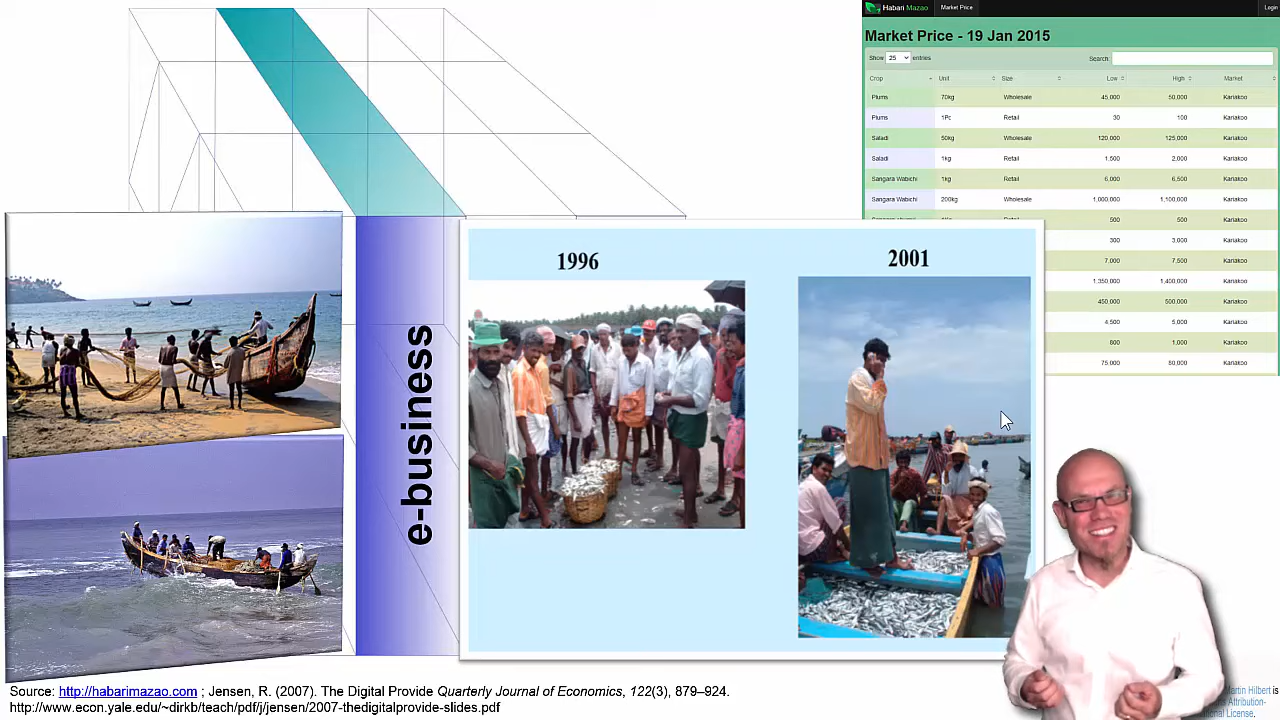 Habari Mazao Market Price Login
Market Price - 19 Jan 2015
Show 25 entries Search:
Crop Unit Size Low High Market
Plums 70kg Wholesale 45,000 50,000 Kariakoo
Plums 1Pc Retail 30 100 Kariakoo
Saladi 50kg Wholesale 120,000 125,000 Kariakoo
Saladi 1kg Retail 1,500 2,000 Kariakoo
Sangara Wabichi 1kg Retail 6,000 6,500 Kariakoo
Sangara Wabichi 200kg Wholesale 1,000,000 1,100,000 Kariakoo
500 500 Kariakoo
300 3,000 Kariakoo
7,000 7,500 Kariakoo
1,350,000 1,400,000 Kariakoo
450,000 500,000 Kariakoo
4,500 5,000 Kariakoo
800 1,000 Kariakoo
75,000 80,000 Kariakoo
e-business
1996
2001
Source: http://habarimazao.com ; Jensen, R. (2007). The Digital Provide Quarterly Journal of Economics, 122(3), 879–924.
http://www.econ.yale.edu/~dirkb/teach/pdf/j/jensen/2007-thedigitalprovide-slides.pdf
Martin Hilbert is
Attribution-
License.